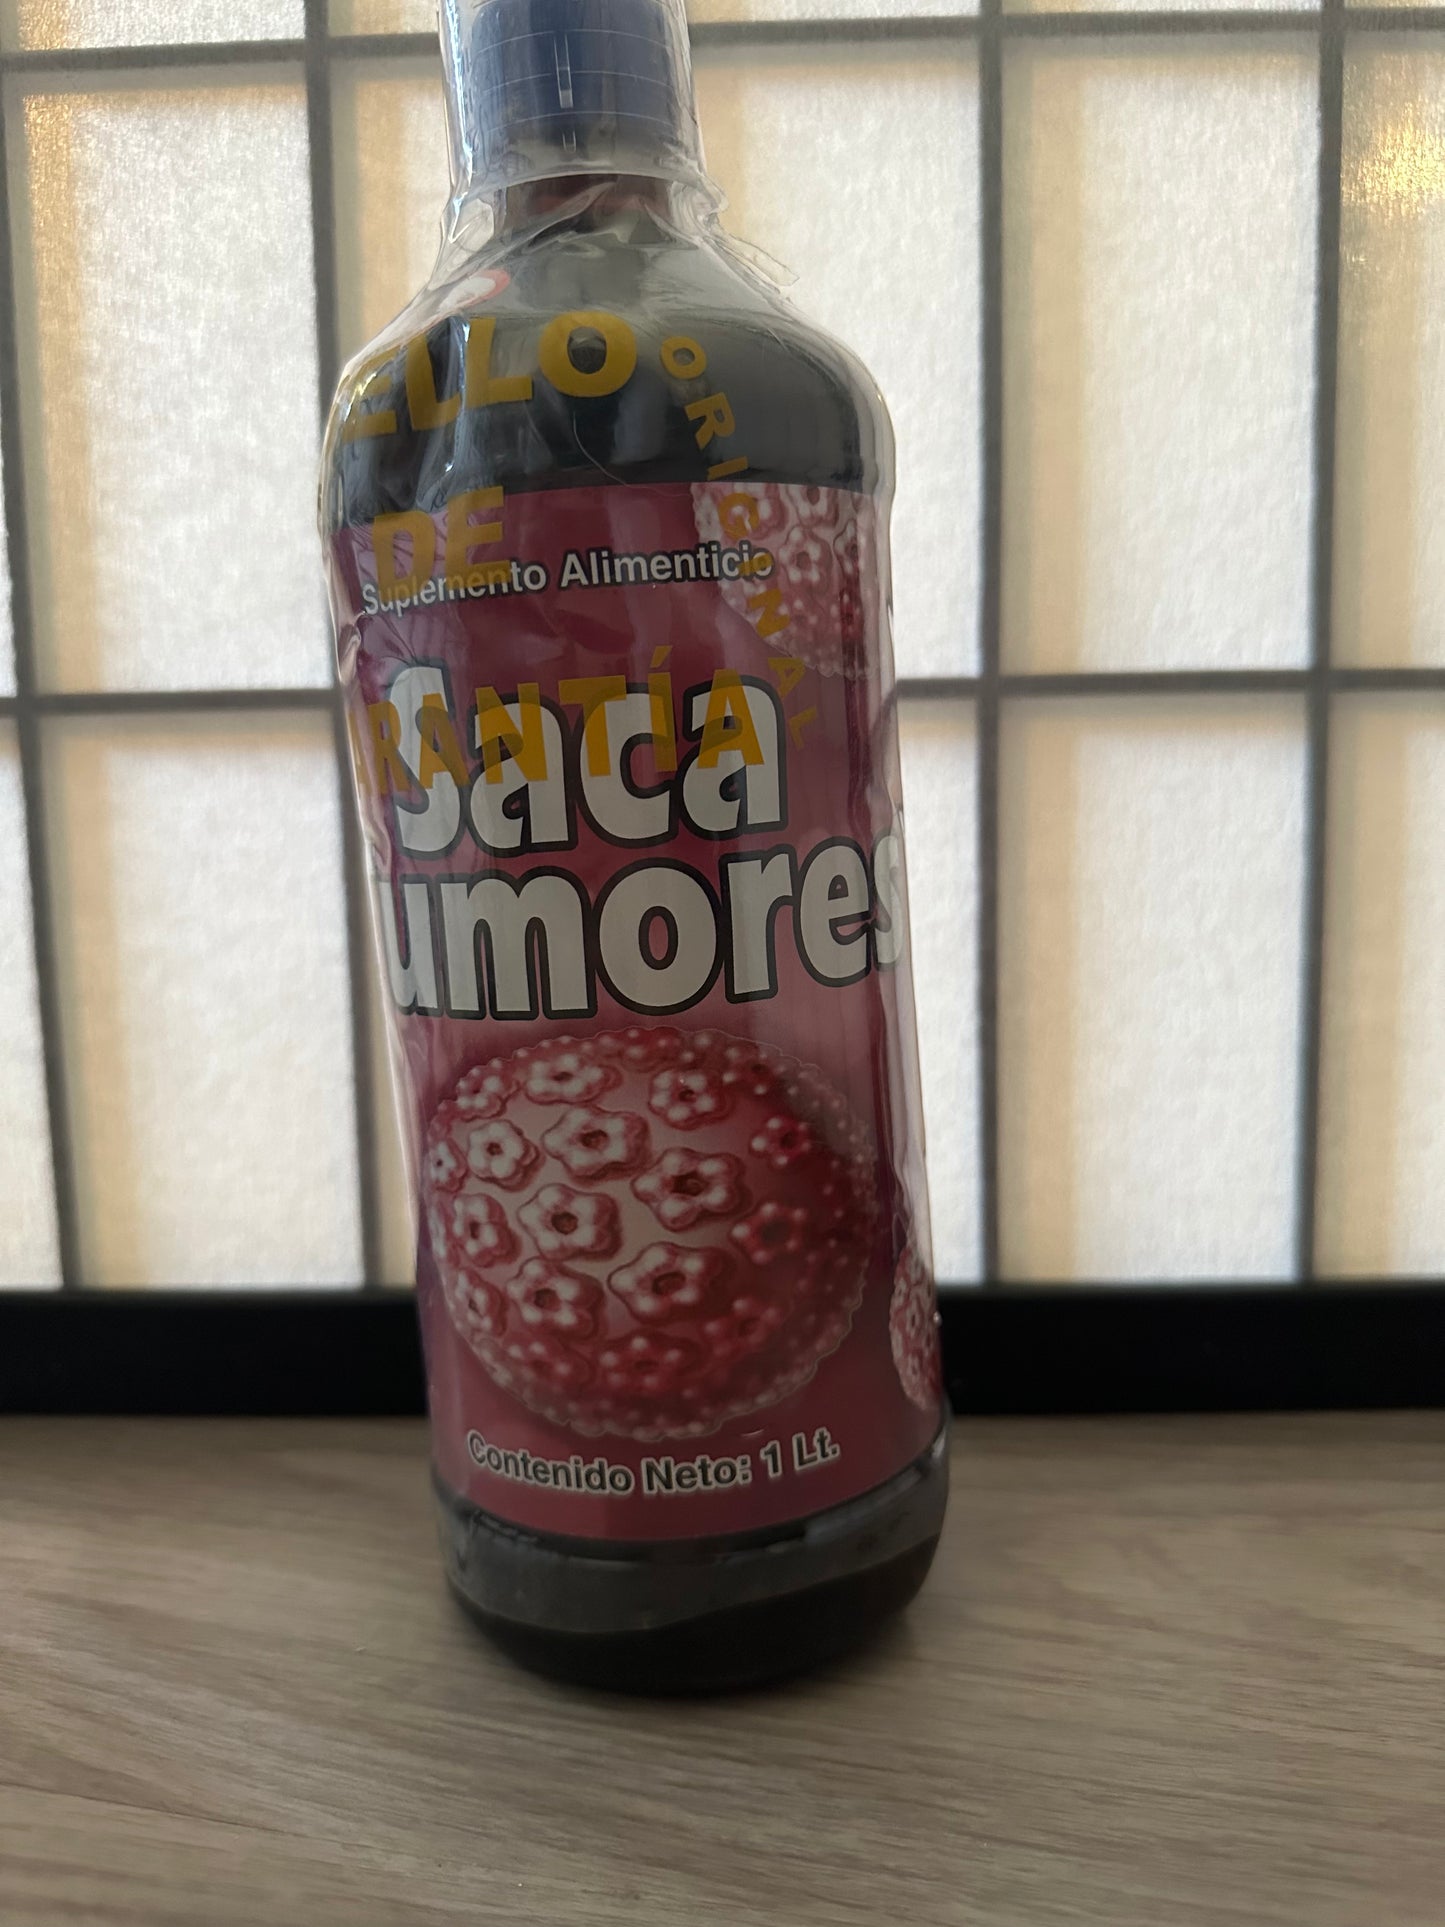 ELLO
DE
ARANTÍA
ORIGINAL
Suplemento Alimenticio
Saca
umores
Contenido Neto: 1 Lt.